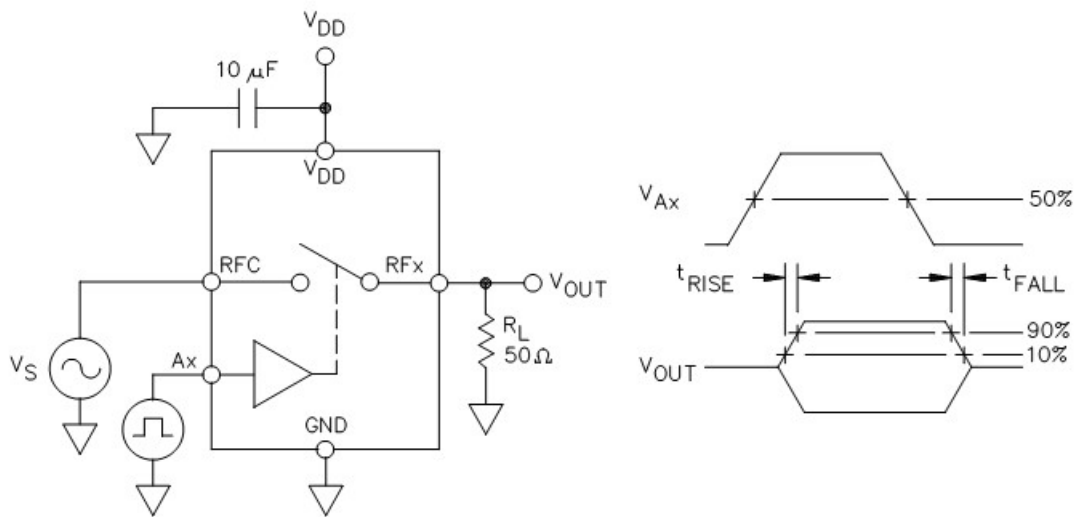 VDD
10 μF
VDD
RFC
RFx
VOUT
RL
50Ω
VS
Ax
GND
VAx
50%
tRISE
tFALL
90%
10%
VOUT